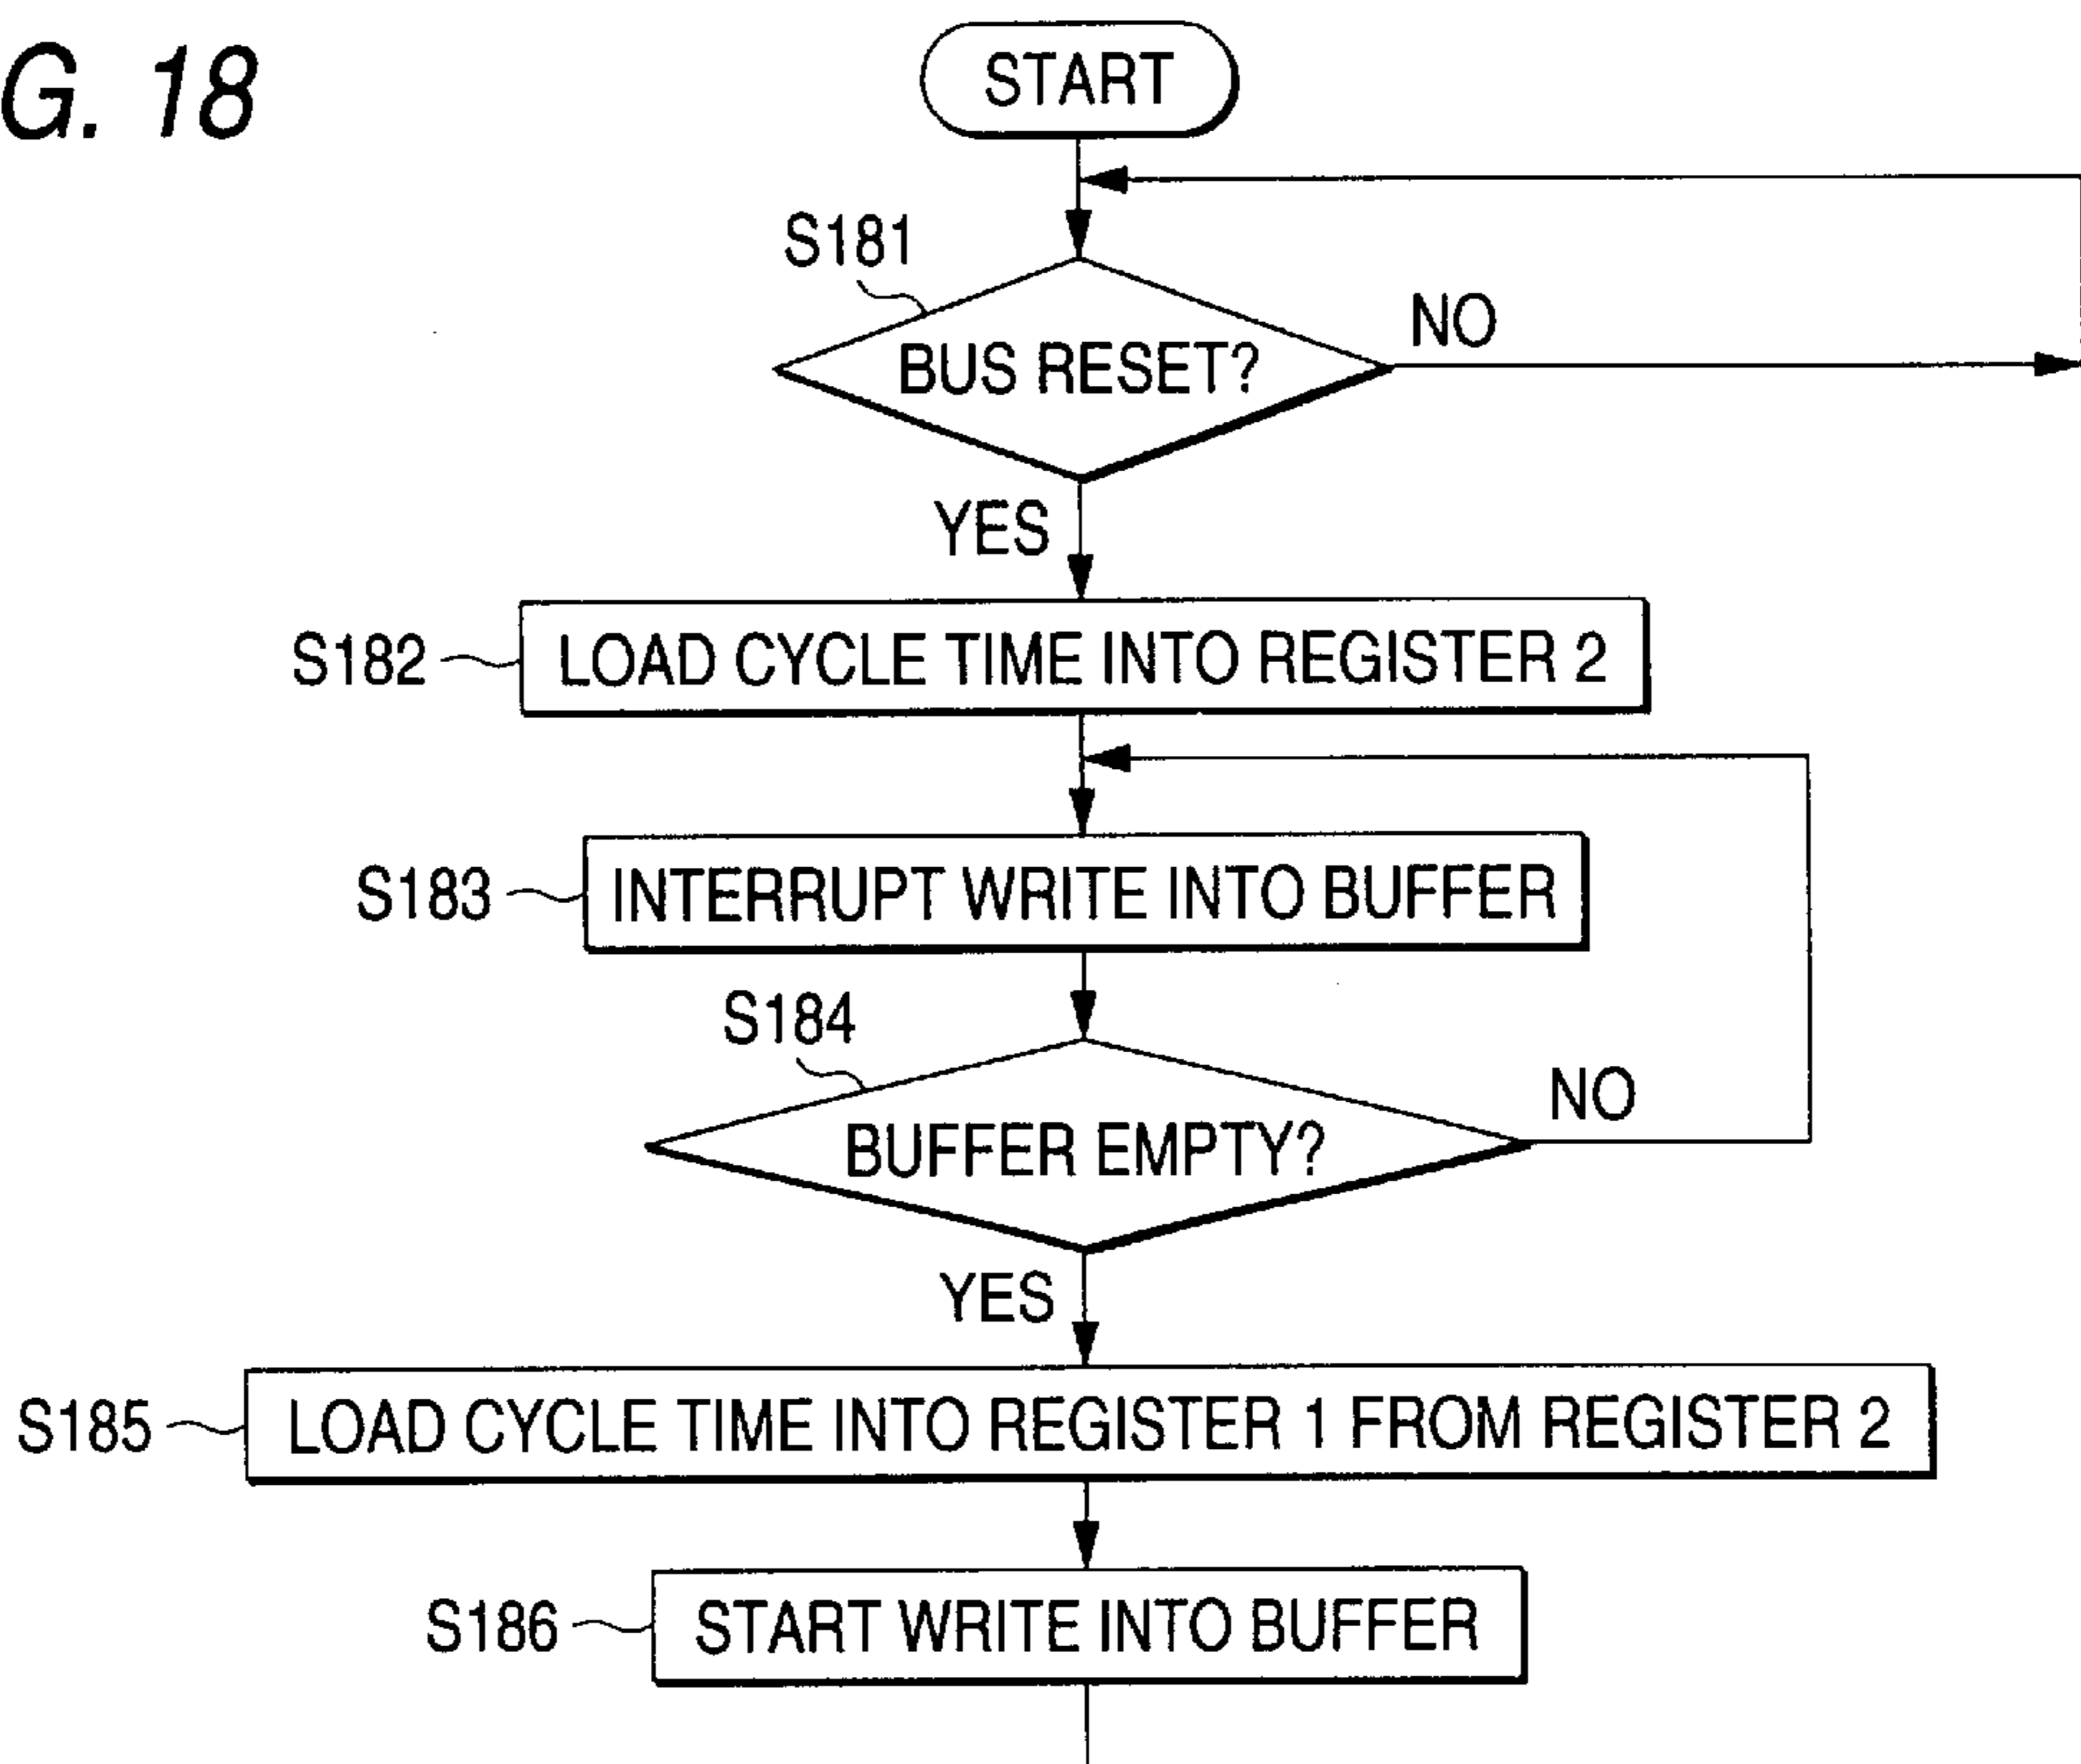 G. 18
START
S181
BUS RESET?
NO
YES
S182
LOAD CYCLE TIME INTO REGISTER 2
S183
INTERRUPT WRITE INTO BUFFER
S184
BUFFER EMPTY?
NO
YES
S185
LOAD CYCLE TIME INTO REGISTER 1 FROM REGISTER 2
S186
START WRITE INTO BUFFER